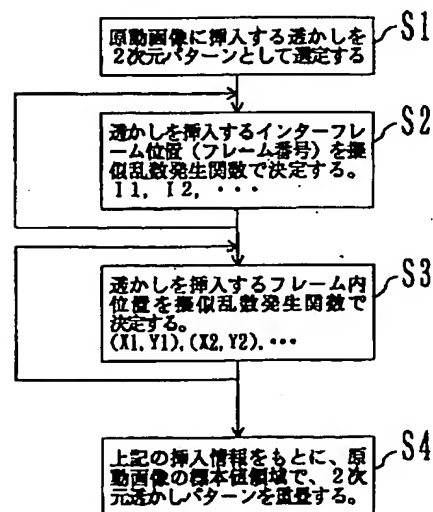 原動画像に挿入する透かしを
2次元パターンとして選定する
S1
透かしを挿入するインターフレ
ーム位置（フレーム番号）を擬
似乱数発生関数で決定する。
I1, I2, ・・・
S2
透かしを挿入するフレーム内
位置を擬似乱数発生関数で
決定する。
(X1,Y1),(X2,Y2).・・・
S3
上記の挿入情報をもとに、原
動画像の標本値領域で、2次
元透かしパターンを重畳する。
S4